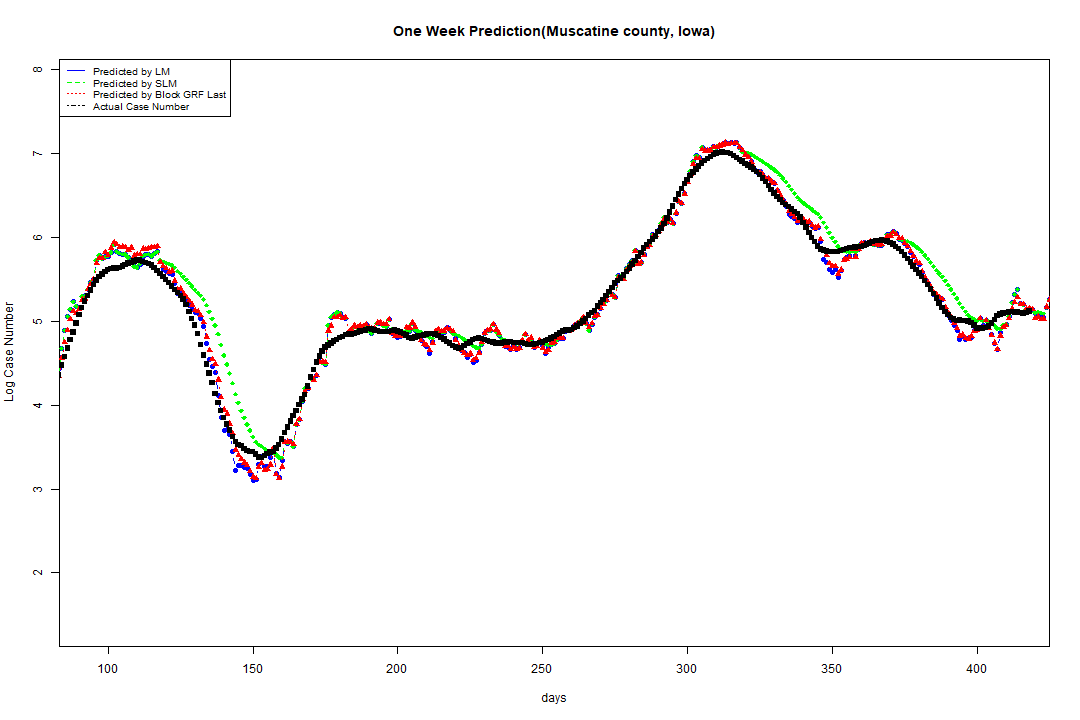 One Week Prediction(Muscatine county, Iowa)
Predicted by LM
Predicted by SLM
Predicted by Block GRF Last
Actual Case Number
8
7
6
5
4
3
2
Log Case Number
100 150 200 250 300 350 400
days